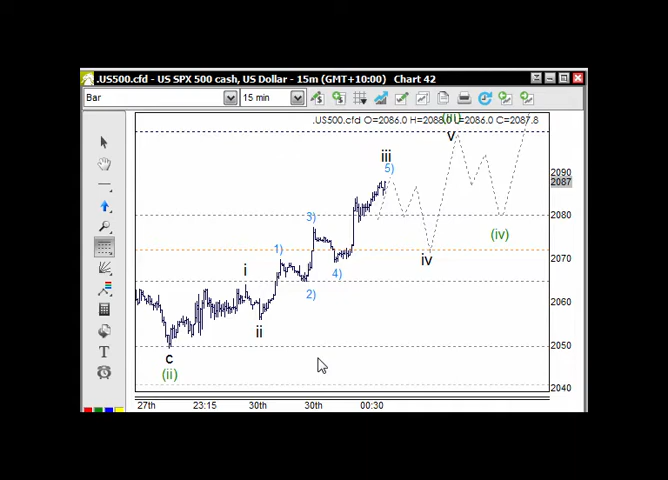 .US500.cfd - US SPX 500 cash, US Dollar - 15m (GMT+10:00) Chart 42
Bar 15 min
.US500.cfd O=2086.0 H=2088.0 L=2086.0 C=2087.8
(iii)
v
iii
5)
2090
2087
3)
2080
(iv)
1)
iv
2070
i
4)
2)
2060
ii
c
2050
(ii)
T
2040
27th 23:15 30th 30th 00:30